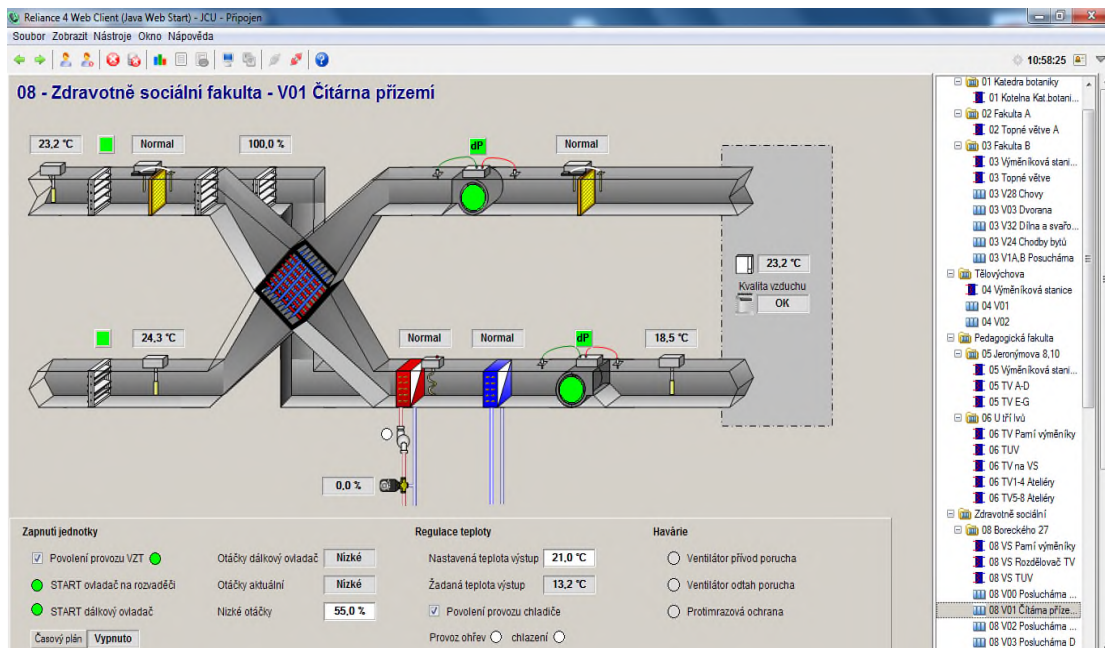 Reliance 4 Web Client (Java Web Start) - JCU - Připojen
Soubor Zobrazit Nástroje Okno Nápověda
10:58:25
08 - Zdravotně sociální fakulta - V01 Čítárna přízemí
23,2 °C
Normal
100,0 %
dP
Normal
23,2 °C
Kvalita vzduchu
OK
24,3 °C
Normal
Normal
dP
18,5 °C
0,0 %
Zapnutí jednotky
Povolení provozu VZT
START ovladač na rozvaděči
START dálkový ovladač
Časový plán Vypnuto
Otáčky dálkový ovladač Nízké
Otáčky aktuální Nízké
Nízké otáčky 55,0 %
Regulace teploty
Nastavená teplota výstup 21,0 °C
Žádaná teplota výstup 13,2 °C
Povolení provozu chladiče
Provoz ohřev chlazení
Havárie
Ventilátor přívod porucha
Ventilátor odtah porucha
Protimrazová ochrana
01 Katedra botaniky
01 Kotelna Kat.botani...
02 Fakulta A
02 Topné větve A
03 Fakulta B
03 Výměníková stani...
03 Topné větve
03 V28 Chovy
03 V03 Dvorana
03 V32 Dílna a svařo...
03 V24 Chodby bytů
03 V1A,B Posuchárna
Tělovýchova
04 Výměníková stanice
04 V01
04 V02
Pedagogická fakulta
05 Jeronýmova 8,10
05 Výměníková stani...
05 TV A-D
05 TV E-G
06 U tří lvů
06 TV Parní výměníky
06 TUV
06 TV na VS
06 TV1-4 Ateliéry
06 TV5-8 Ateliéry
Zdravotně sociální
08 Boreckého 27
08 VS Parní výměníky
08 VS Rozdělovač TV
08 VS TUV
08 V00 Poslucháma ...
08 V01 Čítárna příze...
08 V02 Poslucháma ...
08 V03 Poslucháma D